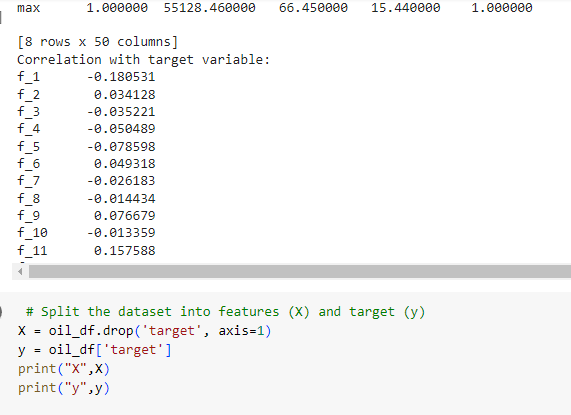 max 1.000000 55128.460000 66.450000 15.440000 1.000000
[8 rows x 50 columns]
Correlation with target variable:
f_1 -0.180531
f_2 0.034128
f_3 -0.035221
f_4 -0.050489
f_5 -0.078598
f_6 0.049318
f_7 -0.026183
f_8 -0.014434
f_9 0.076679
f_10 -0.013359
f_11 0.157588
# Split the dataset into features (X) and target (y)
X = oil_df.drop('target', axis=1)
y = oil_df['target']
print("X",X)
print("y",y)